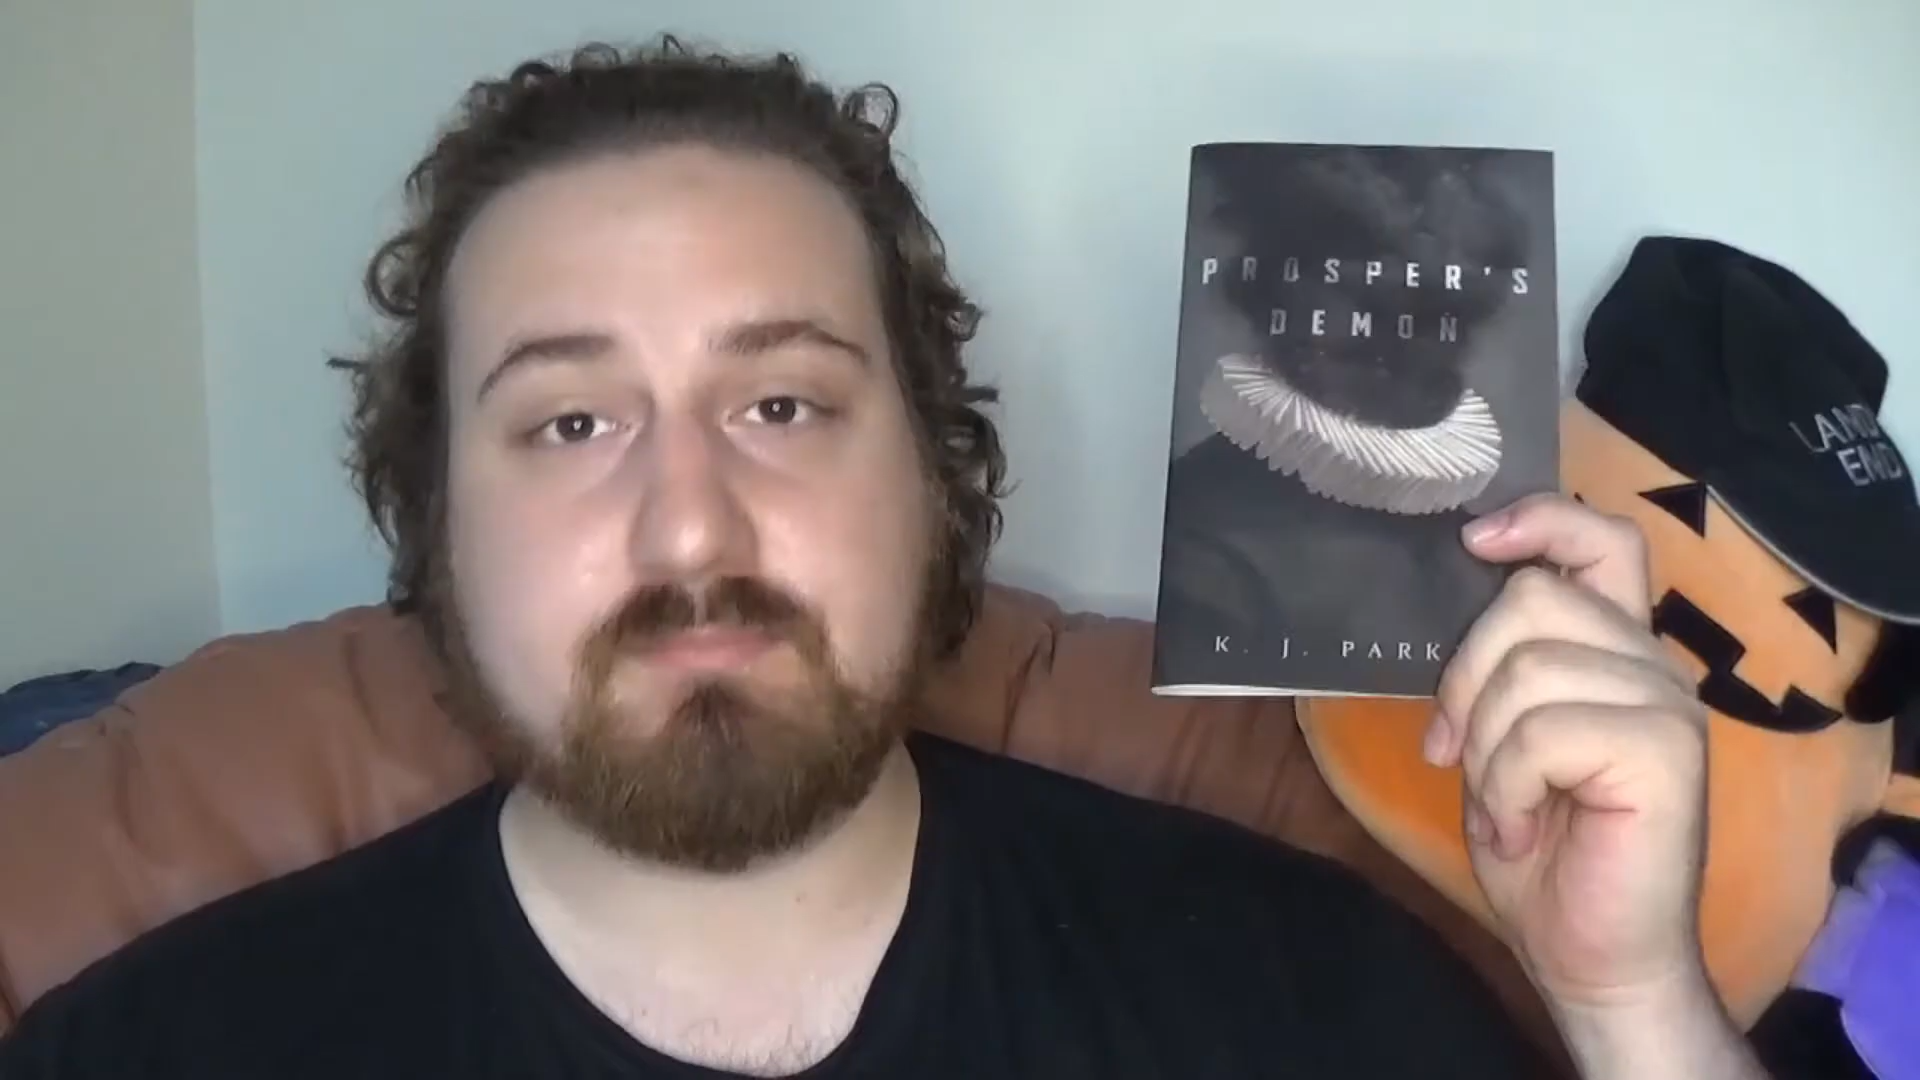 PROSPER'S
DEMON
K. J. PARK
LAND
END